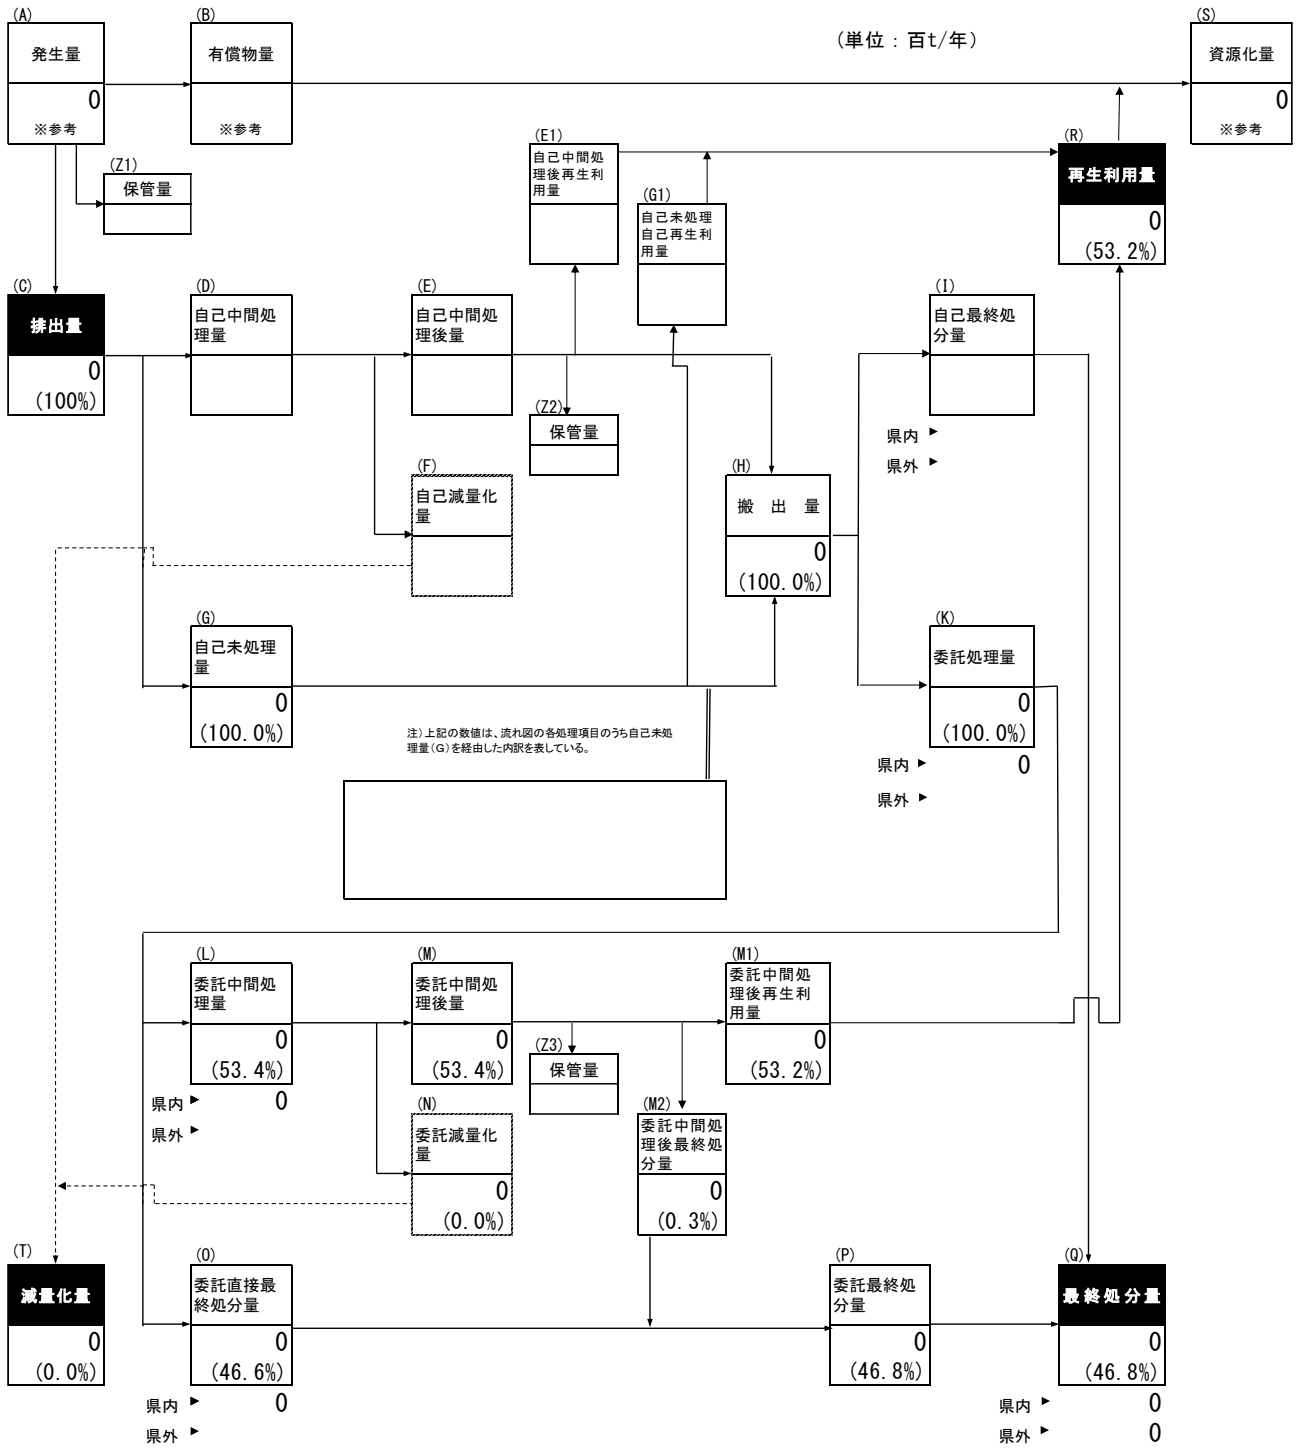 (A)
発生量
0
※参考
(B)
有償物量
※参考
(単位：百t/年)
(S)
資源化量
0
※参考
(Z1)
保管量
(E1)
自己中間処
理後再生利
用量
(G1)
自己未処理
自己再生利
用量
(R)
再生利用量
0
(53.2%)
(C)
排出量
0
(100%)
(D)
自己中間処
理量
(E)
自己中間処
理後量
(Z2)
保管量
(F)
自己減量化
量
(H)
搬　出　量
0
(100.0%)
(I)
自己最終処
分量
県内
県外
(G)
自己未処理
量
0
(100.0%)
(K)
委託処理量
0
(100.0%)
県内 0
県外
注）上記の数値は、流れ図の各処理項目のうち自己未処
理量(G)を経由した内訳を表している。
(L)
委託中間処
理量
0
(53.4%)
県内 0
県外
(M)
委託中間処
理後量
0
(53.4%)
(Z3)
保管量
(M1)
委託中間処
理後再生利
用量
0
(53.2%)
(N)
委託減量化
量
0
(0.0%)
(M2)
委託中間処
理後最終処
分量
0
(0.3%)
(T)
減量化量
0
(0.0%)
(O)
委託直接最
終処分量
0
(46.6%)
県内 0
県外
(P)
委託最終処
分量
0
(46.8%)
(Q)
最終処分量
0
(46.8%)
県内 0
県外 0